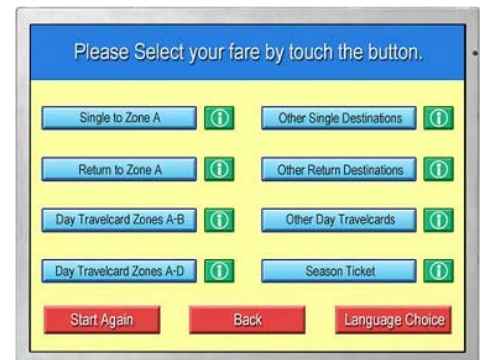 Please Select your fare by touch the button.
Single to Zone A
Other Single Destinations
Return to Zone A
Other Return Destinations
Day Travelcard Zones A-B
Other Day Travelcards
Day Travelcard Zones A-D
Season Ticket
Start Again
Back
Language Choice